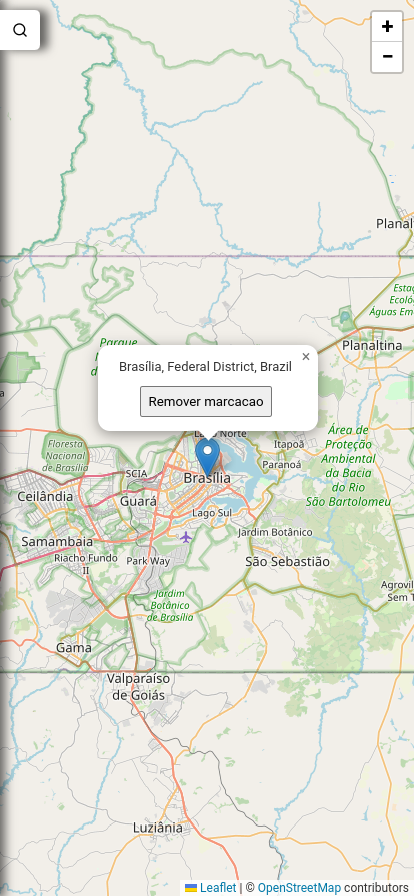 +
−
Planal
Esta
Ecoló
Águas Em
Planaltina
Parque
×
Brasília, Federal District, Brazil
Remover marcacao
a
Norte
Floresta
Nacional
de Brasília
SCIA
Itapoã
Paranoá
Área de
Proteção
Ambiental
da Bacia
do Rio
São Bartolomeu
Brasília
Ceilândia
Guará
Lago Sul
Jardim Botânico
Samambaia
Riacho Fundo
II
Park Way
São Sebastião
Agrovil
Sem T
Jardim
Botânico
de Brasília
Gama
Valparaíso
de Goiás
Luziânia
Leaflet | © OpenStreetMap contributors